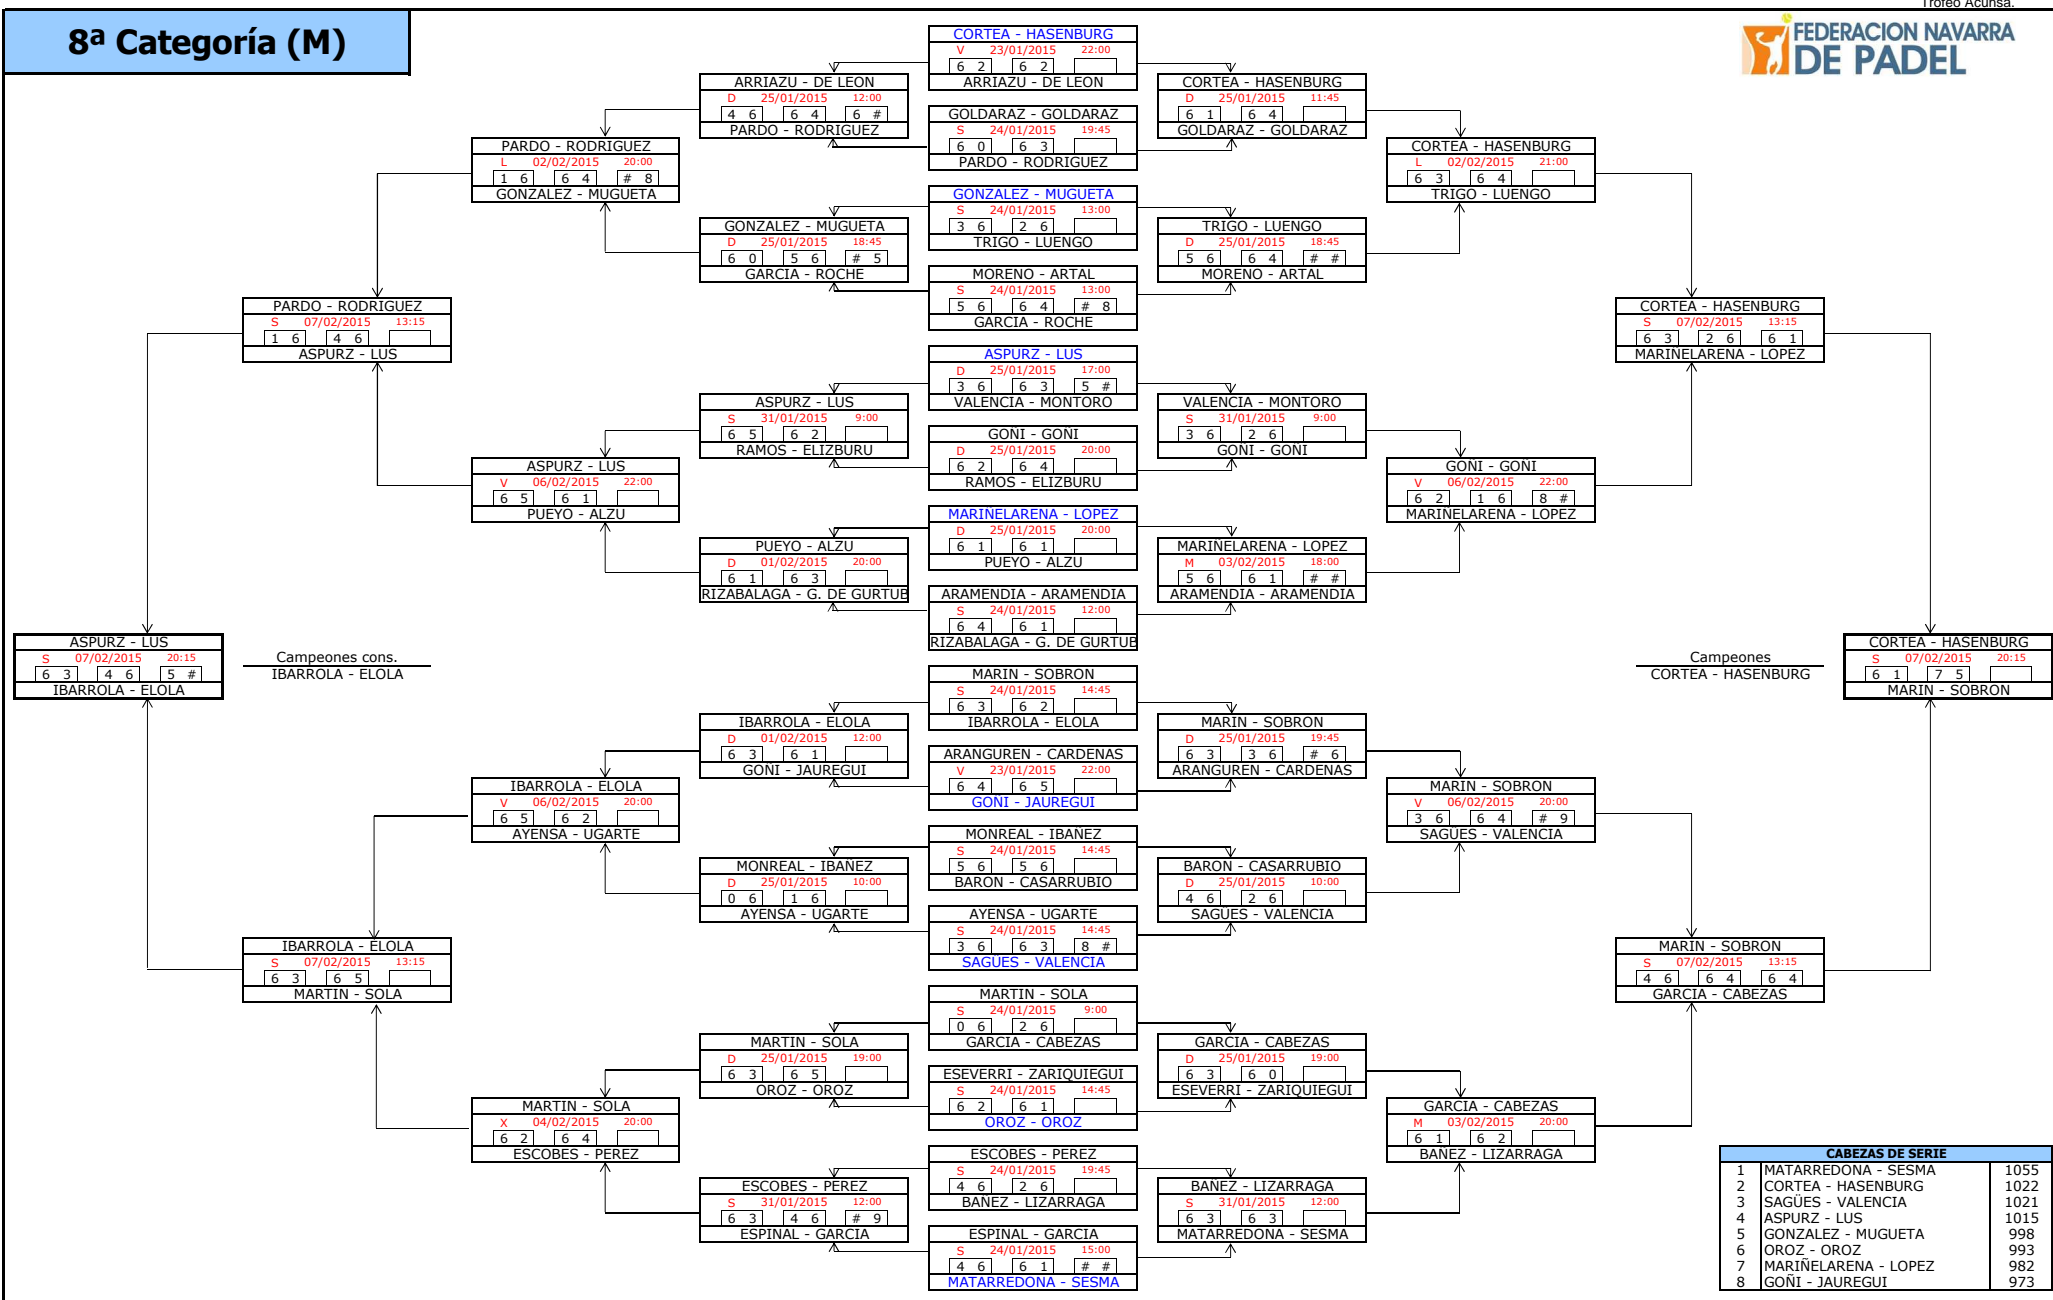 Trofeo Acunsa.
8ª Categoría (M)
FEDERACION NAVARRA
DE PADEL
ASPURZ - LUS
S 07/02/2015 20:15
6 3 4 6 5 #
IBARROLA - ELOLA
Campeones cons.
IBARROLA - ELOLA
PARDO - RODRIGUEZ
S 07/02/2015 13:15
1 6 4 6
ASPURZ - LUS
IBARROLA - ELOLA
S 07/02/2015 13:15
6 3 6 5
MARTIN - SOLA
PARDO - RODRIGUEZ
L 02/02/2015 20:00
1 6 6 4 # 8
GONZALEZ - MUGUETA
ASPURZ - LUS
V 06/02/2015 22:00
6 5 6 1
PUEYO - ALZU
IBARROLA - ELOLA
V 06/02/2015 20:00
6 5 6 2
AYENSA - UGARTE
MARTIN - SOLA
X 04/02/2015 20:00
6 2 6 4
ESCOBES - PEREZ
ARRIAZU - DE LEON
D 25/01/2015 12:00
4 6 6 4 6 #
PARDO - RODRIGUEZ
GONZALEZ - MUGUETA
D 25/01/2015 18:45
6 0 5 6 # 5
GARCIA - ROCHE
ASPURZ - LUS
S 31/01/2015 9:00
6 5 6 2
RAMOS - ELIZBURU
PUEYO - ALZU
D 01/02/2015 20:00
6 1 6 3
RIZABALAGA - G. DE GURTUB
IBARROLA - ELOLA
D 01/02/2015 12:00
6 3 6 1
GOÑI - JAUREGUI
MONREAL - IBAÑEZ
D 25/01/2015 10:00
0 6 1 6
AYENSA - UGARTE
MARTIN - SOLA
D 25/01/2015 19:00
6 3 6 5
OROZ - OROZ
ESCOBES - PEREZ
S 31/01/2015 12:00
6 3 4 6 # 9
ESPINAL - GARCIA
CORTEA - HASENBURG
V 23/01/2015 22:00
6 2 6 2
ARRIAZU - DE LEON
GOLDARAZ - GOLDARAZ
S 24/01/2015 19:45
6 0 6 3
PARDO - RODRIGUEZ
GONZALEZ - MUGUETA
S 24/01/2015 13:00
3 6 2 6
TRIGO - LUENGO
MORENO - ARTAL
S 24/01/2015 13:00
5 6 6 4 # 8
GARCIA - ROCHE
ASPURZ - LUS
D 25/01/2015 17:00
3 6 6 3 5 #
VALENCIA - MONTORO
GOÑI - GOÑI
D 25/01/2015 20:00
6 2 6 4
RAMOS - ELIZBURU
MARIÑELARENA - LOPEZ
D 25/01/2015 20:00
6 1 6 1
PUEYO - ALZU
ARAMENDIA - ARAMENDIA
S 24/01/2015 12:00
6 4 6 1
RIZABALAGA - G. DE GURTUB
MARIN - SOBRON
S 24/01/2015 14:45
6 3 6 2
IBARROLA - ELOLA
ARANGUREN - CARDENAS
V 23/01/2015 22:00
6 4 6 5
GOÑI - JAUREGUI
MONREAL - IBAÑEZ
S 24/01/2015 14:45
5 6 5 6
BARON - CASARRUBIO
AYENSA - UGARTE
S 24/01/2015 14:45
3 6 6 3 8 #
SAGÜES - VALENCIA
MARTIN - SOLA
S 24/01/2015 9:00
0 6 2 6
GARCIA - CABEZAS
ESEVERRI - ZARIQUIEGUI
S 24/01/2015 14:45
6 2 6 1
OROZ - OROZ
ESCOBES - PEREZ
S 24/01/2015 19:45
4 6 2 6
BAÑEZ - LIZARRAGA
ESPINAL - GARCIA
S 24/01/2015 15:00
4 6 6 1 # #
MATARREDONA - SESMA
CORTEA - HASENBURG
D 25/01/2015 11:45
6 1 6 4
GOLDARAZ - GOLDARAZ
TRIGO - LUENGO
D 25/01/2015 18:45
5 6 6 4 # #
MORENO - ARTAL
VALENCIA - MONTORO
S 31/01/2015 9:00
3 6 2 6
GOÑI - GOÑI
MARIÑELARENA - LOPEZ
M 03/02/2015 18:00
5 6 6 1 # #
ARAMENDIA - ARAMENDIA
MARIN - SOBRON
D 25/01/2015 19:45
6 3 3 6 # 6
ARANGUREN - CARDENAS
BARON - CASARRUBIO
D 25/01/2015 10:00
4 6 2 6
SAGÜES - VALENCIA
GARCIA - CABEZAS
D 25/01/2015 19:00
6 3 6 0
ESEVERRI - ZARIQUIEGUI
BAÑEZ - LIZARRAGA
S 31/01/2015 12:00
6 3 6 3
MATARREDONA - SESMA
CORTEA - HASENBURG
L 02/02/2015 21:00
6 3 6 4
TRIGO - LUENGO
GOÑI - GOÑI
V 06/02/2015 22:00
6 2 1 6 8 #
MARIÑELARENA - LOPEZ
MARIN - SOBRON
V 06/02/2015 20:00
3 6 6 4 # 9
SAGÜES - VALENCIA
GARCIA - CABEZAS
M 03/02/2015 20:00
6 1 6 2
BAÑEZ - LIZARRAGA
CORTEA - HASENBURG
S 07/02/2015 13:15
6 3 2 6 6 1
MARIÑELARENA - LOPEZ
MARIN - SOBRON
S 07/02/2015 13:15
4 6 6 4 6 4
GARCIA - CABEZAS
Campeones
CORTEA - HASENBURG
CORTEA - HASENBURG
S 07/02/2015 20:15
6 1 7 5
MARIN - SOBRON
CABEZAS DE SERIE
1 MATARREDONA - SESMA 1055
2 CORTEA - HASENBURG 1022
3 SAGÜES - VALENCIA 1021
4 ASPURZ - LUS 1015
5 GONZALEZ - MUGUETA 998
6 OROZ - OROZ 993
7 MARIÑELARENA - LOPEZ 982
8 GOÑI - JAUREGUI 973